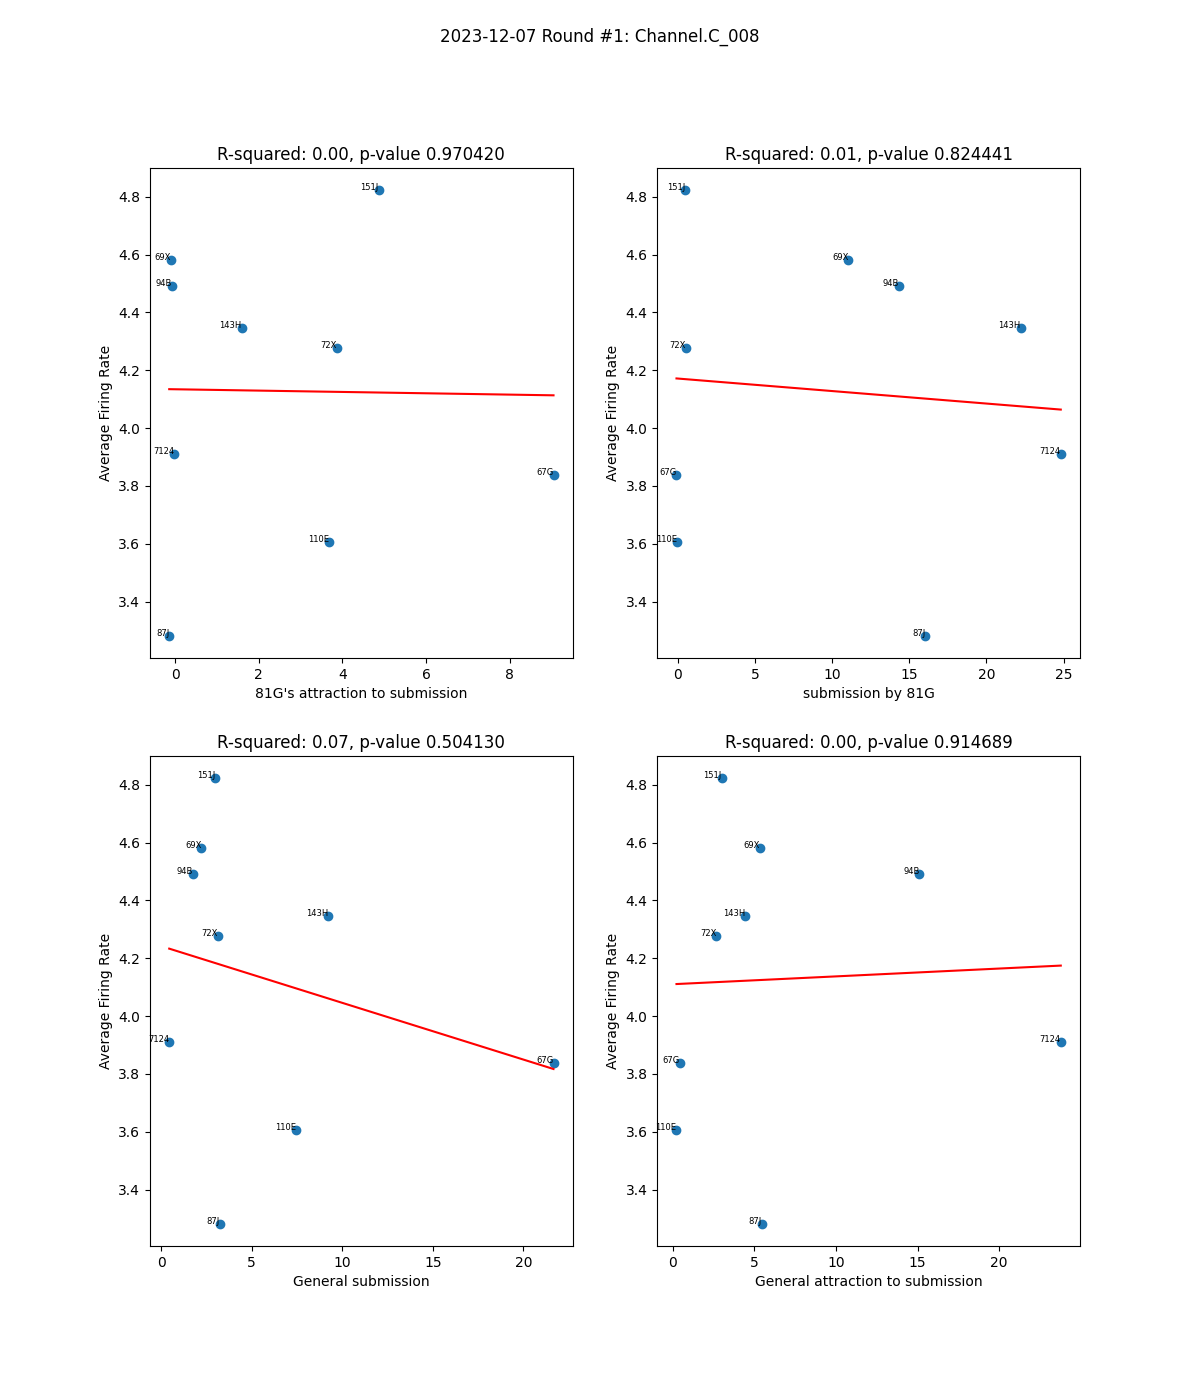 2023-12-07 Round #1: Channel.C_008
R-squared: 0.00, p-value 0.970420
Average Firing Rate
4.8
4.6
4.4
4.2
4.0
3.8
3.6
3.4
151J
69X
94B
143H
72X
7124
67G
110E
87J
0 2 4 6 8
81G's attraction to submission
R-squared: 0.01, p-value 0.824441
Average Firing Rate
4.8
4.6
4.4
4.2
4.0
3.8
3.6
3.4
151J
69X
94B
143H
72X
7124
67G
110E
87J
0 5 10 15 20 25
submission by 81G
R-squared: 0.07, p-value 0.504130
Average Firing Rate
4.8
4.6
4.4
4.2
4.0
3.8
3.6
3.4
151J
69X
94B
143H
72X
7124
67G
110E
87J
0 5 10 15 20
General submission
R-squared: 0.00, p-value 0.914689
Average Firing Rate
4.8
4.6
4.4
4.2
4.0
3.8
3.6
3.4
151J
69X
94B
143H
72X
7124
67G
110E
87J
0 5 10 15 20
General attraction to submission